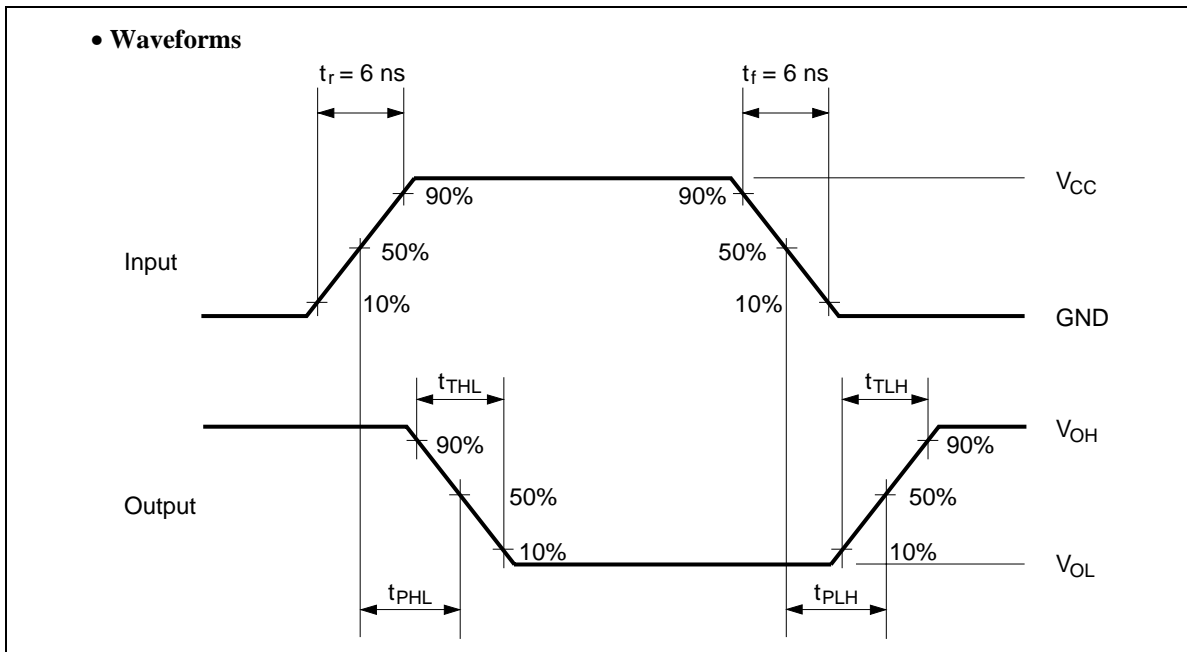 • Waveforms
tr = 6 ns
tf = 6 ns
VCC
90%
90%
50%
50%
Input
10%
10%
GND
tTHL
tTLH
VOH
90%
90%
50%
50%
Output
10%
10%
VOL
tPHL
tPLH